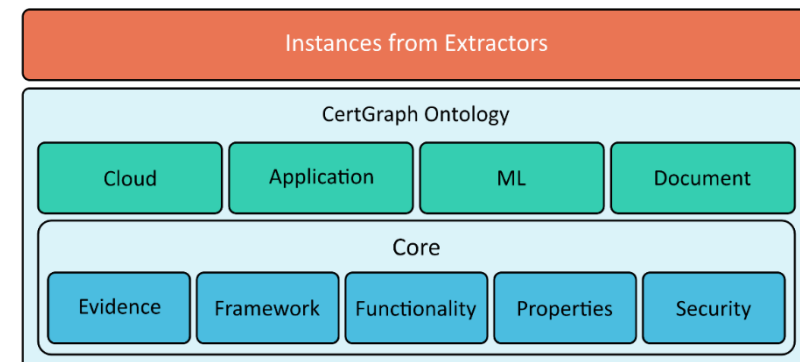 Instances from Extractors
CertGraph Ontology
Cloud
Application
ML
Document
Core
Evidence
Framework
Functionality
Properties
Security